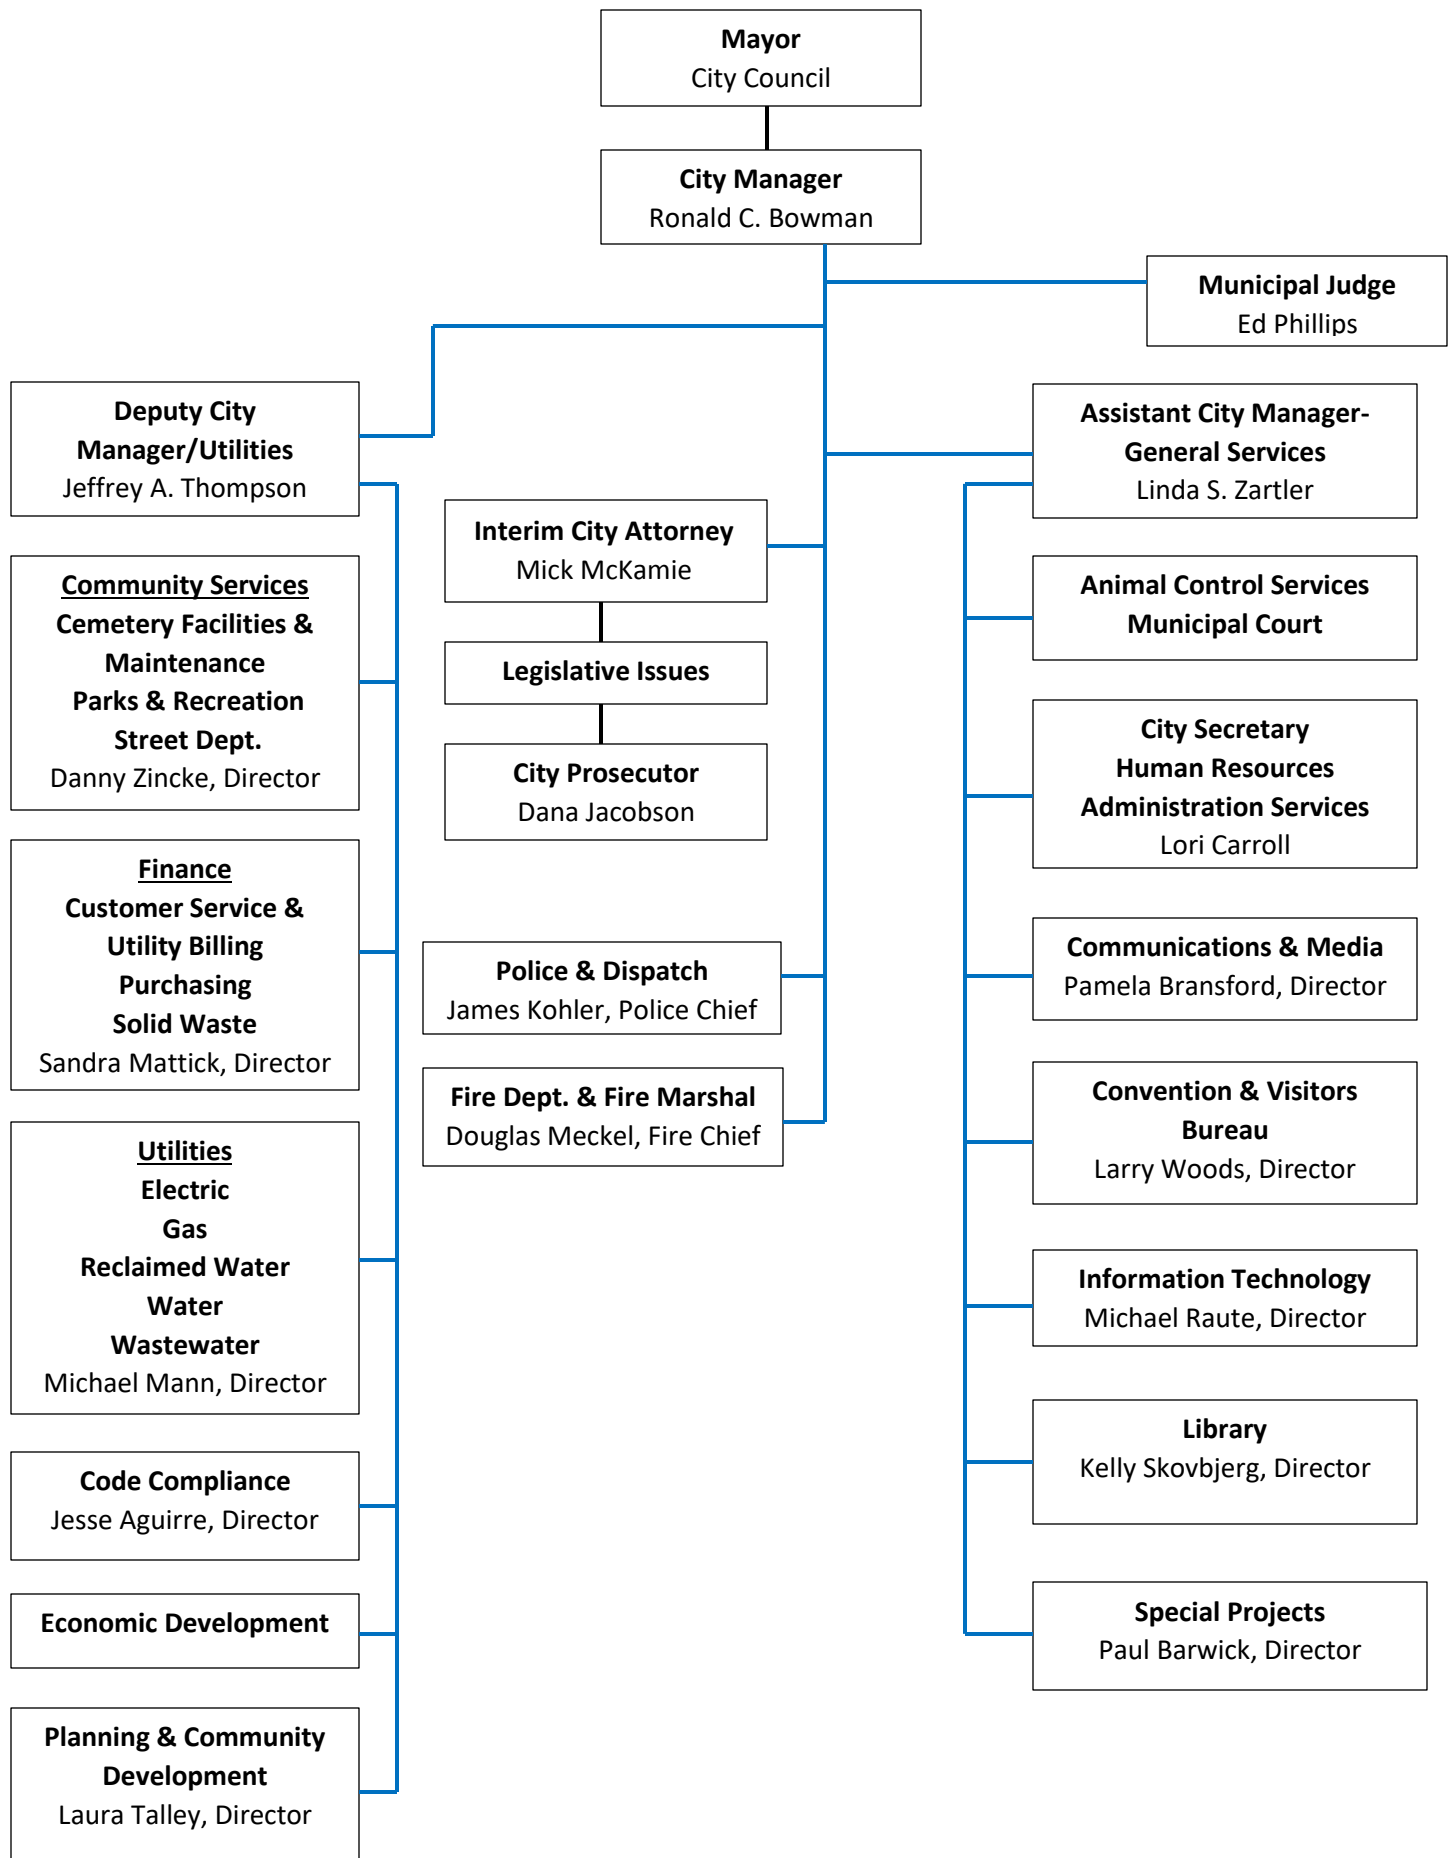 Mayor
City Council
City Manager
Ronald C. Bowman
Municipal Judge
Ed Phillips
Deputy City
Manager/Utilities
Jeffrey A. Thompson
Assistant City Manager-
General Services
Linda S. Zartler
Interim City Attorney
Mick McKamie
Legislative Issues
City Prosecutor
Dana Jacobson
Police & Dispatch
James Kohler, Police Chief
Fire Dept. & Fire Marshal
Douglas Meckel, Fire Chief
Community Services
Cemetery Facilities &
Maintenance
Parks & Recreation
Street Dept.
Danny Zincke, Director
Finance
Customer Service &
Utility Billing
Purchasing
Solid Waste
Sandra Mattick, Director
Utilities
Electric
Gas
Reclaimed Water
Water
Wastewater
Michael Mann, Director
Code Compliance
Jesse Aguirre, Director
Economic Development
Planning & Community
Development
Laura Talley, Director
Animal Control Services
Municipal Court
City Secretary
Human Resources
Administration Services
Lori Carroll
Communications & Media
Pamela Bransford, Director
Convention & Visitors
Bureau
Larry Woods, Director
Information Technology
Michael Raute, Director
Library
Kelly Skovbjerg, Director
Special Projects
Paul Barwick, Director